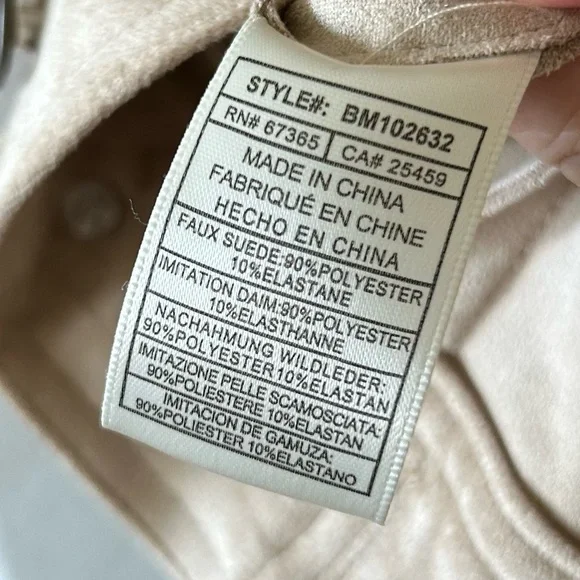 STYLE#: BM102632
RN# 67365 CA# 25459
MADE IN CHINA
FABRIQUÉ EN CHINE
HECHO EN CHINA
FAUX SUEDE:90%POLYESTER
10%ELASTANE
IMITATION DAIM:90%POLYESTER
10%ELASTHANNE
NACHAHMUNG WILDLEDER:
90%POLYESTER10%ELASTAN
IMITAZIONE PELLE SCAMOSCIATA:
90%POLIESTERE 10%ELASTAN
IMITACION DE GAMUZA:
90%POLIESTER 10%ELASTANO